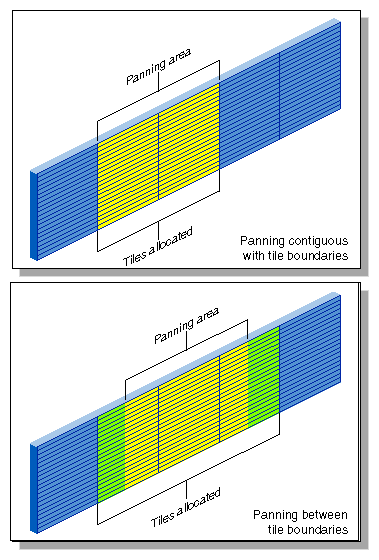 Panning area
Tiles allocated
Panning contiguous
with tile boundaries
Panning area
Tiles allocated
Panning between
tile boundaries